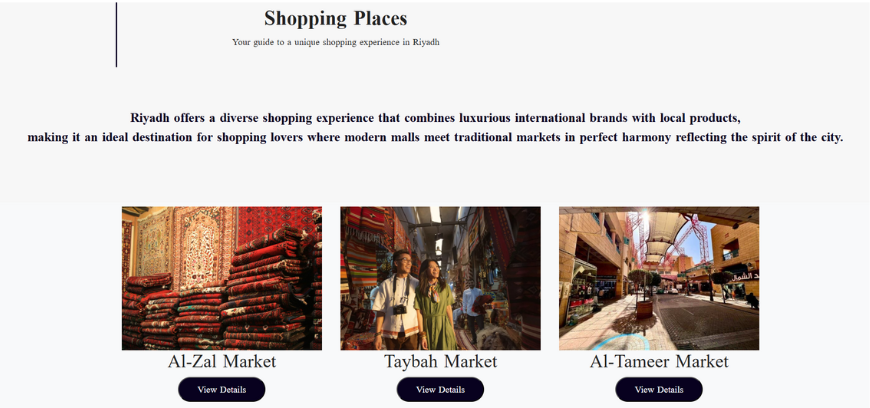 Shopping Places
Your guide to a unique shopping experience in Riyadh
Riyadh offers a diverse shopping experience that combines luxurious international brands with local products,
making it an ideal destination for shopping lovers where modern malls meet traditional markets in perfect harmony reflecting the spirit of the city.
Al-Zal Market
Taybah Market
Al-Tameer Market
View Details
View Details
View Details